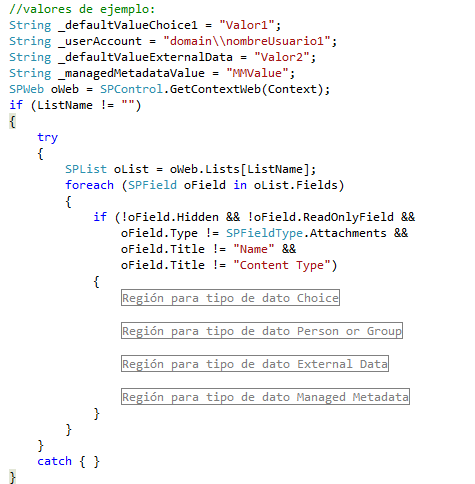 //valores de ejemplo:
String _defaultValueChoice1 = "Valor1";
String _userAccount = "domain\\nombreUsuario1";
String _defaultValueExternalData = "Valor2";
String _managedMetadataValue = "MMValue";
SPWeb oWeb = SPControl.GetContextWeb(Context);
if (ListName != "")
{
    try
    {
        SPList oList = oWeb.Lists[ListName];
        foreach (SPField oField in oList.Fields)
        {
            if (!oField.Hidden && !oField.ReadOnlyField &&
                oField.Type != SPFieldType.Attachments &&
                oField.Title != "Name" &&
                oField.Title != "Content Type")
            {
                Región para tipo de dato Choice
                Región para tipo de dato Person or Group
                Región para tipo de dato External Data
                Región para tipo de dato Managed Metadata
            }
        }
    }
    catch { }
}